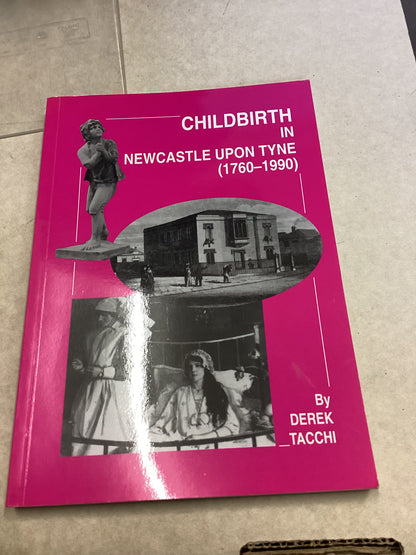 CHILDBIRTH
IN
NEWCASTLE UPON TYNE
(1760–1990)
By
DEREK
TACCHI